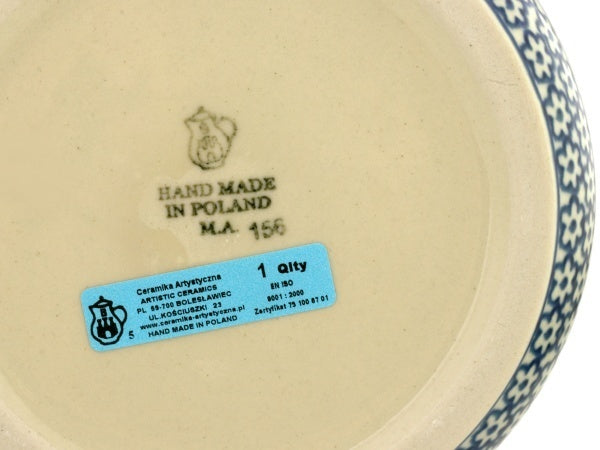 HAND MADE
IN POLAND
M.A. 156
Ceramika Artystyczna
ARTISTIC CERAMICS
PL 59-700 BOLESŁAWIEC
UL.KOŚCIUSZKI 23
www.ceramika-artystyczna.pl
5 HAND MADE IN POLAND
1 Qlty
EN ISO
9001 : 2000
Zertyfikat 75 100 67 01